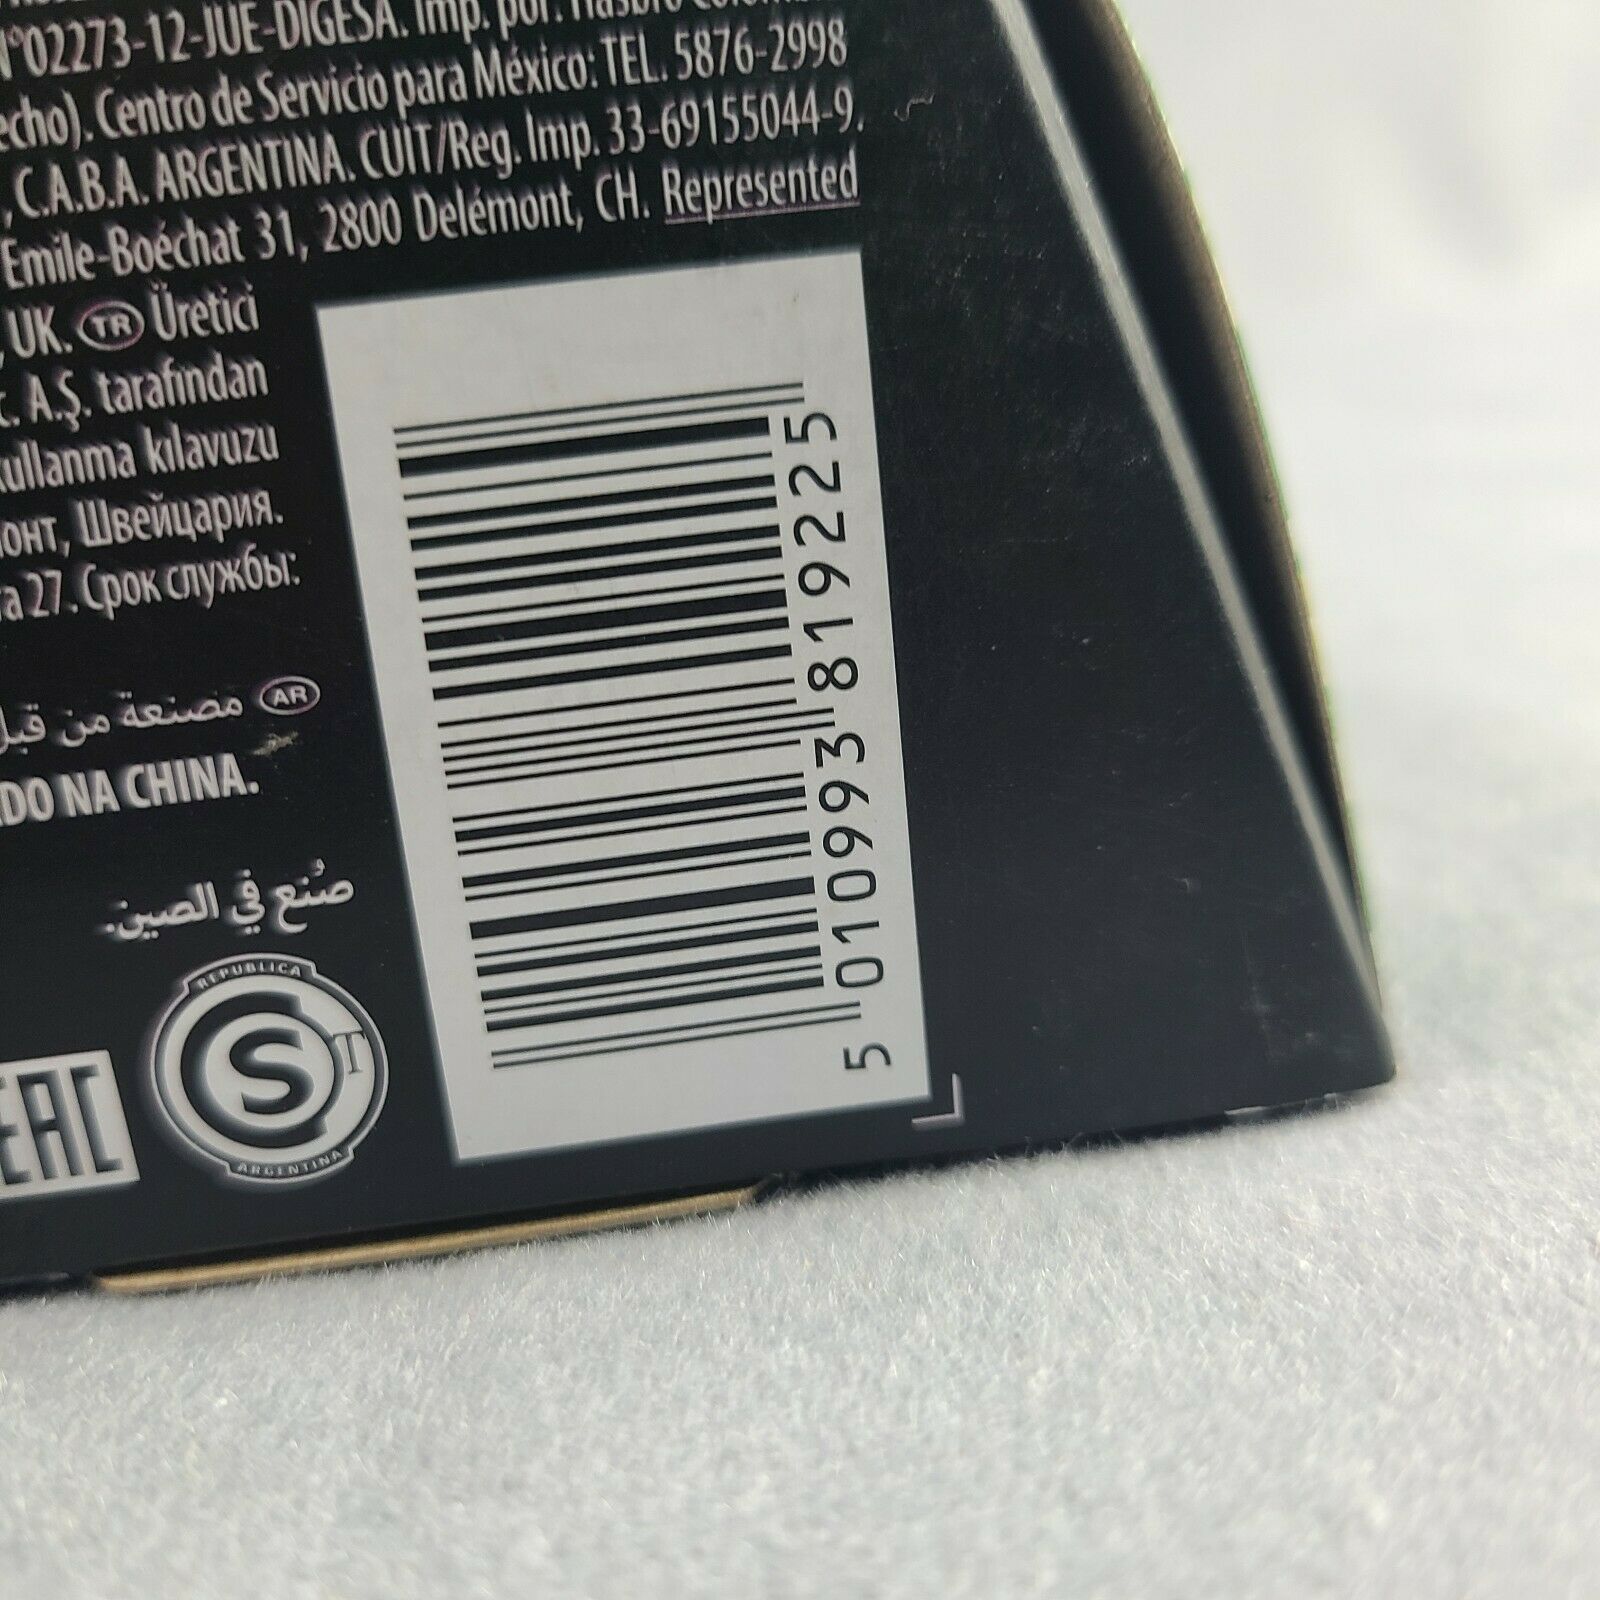 N°02273-12-JUE-DIGESA. Imp. por: Hasbro
echo). Centro de Servicio para México: TEL. 5876-2998
, C.A.B.A. ARGENTINA. CUIT/Reg. Imp. 33-69155044-9.
Emile-Boéchat 31, 2800 Delémont, CH. Represented
, UK. TR Üretici
. A.Ş. tarafından
kullanma kılavuzu
онт, Швейцария.
а 27. Срок службы:
AR مصنعة من قبل
DO NA CHINA.
صُنع في الصين.
EAC
REPUBLICA
S T
ARGENTINA
5 010993 819225